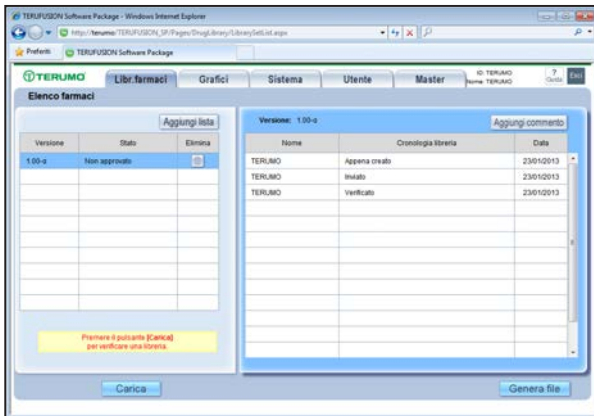 TERUFUSION Software Package - Windows Internet Explorer
http://terumo/TERUFUSION_SP/Pages/DrugLibrary/LibrarySetList.aspx
Preferiti TERUFUSION Software Package
TERUMO Libr.farmaci Grafici Sistema Utente Master ID: TERUMO ? Esci
Nome: TERUMO Guida
Elenco farmaci
Aggiungi lista Versione: 1.00-α Aggiungi commento
Versione Stato Elimina Nome Cronologia libreria Data
1.00-α Non approvato TERUMO Appena creato 23/01/2013
TERUMO Inviato 23/01/2013
TERUMO Verificato 23/01/2013
Premere il pulsante [Carica]
per verificare una libreria.
Carica Genera file